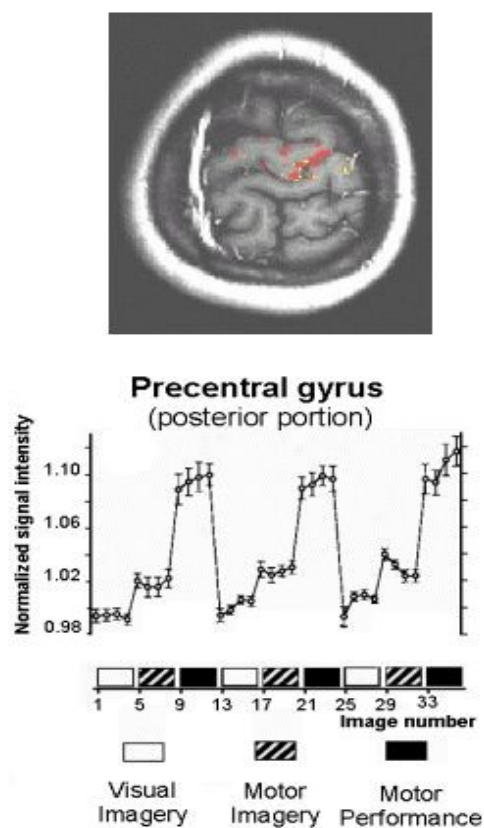 Precentral gyrus
(posterior portion)
Normalized signal intensity
1.10
1.06
1.02
0.98
1 5 9 13 17 21 25 29 33
Image number
Visual Imagery
Motor Imagery
Motor Performance